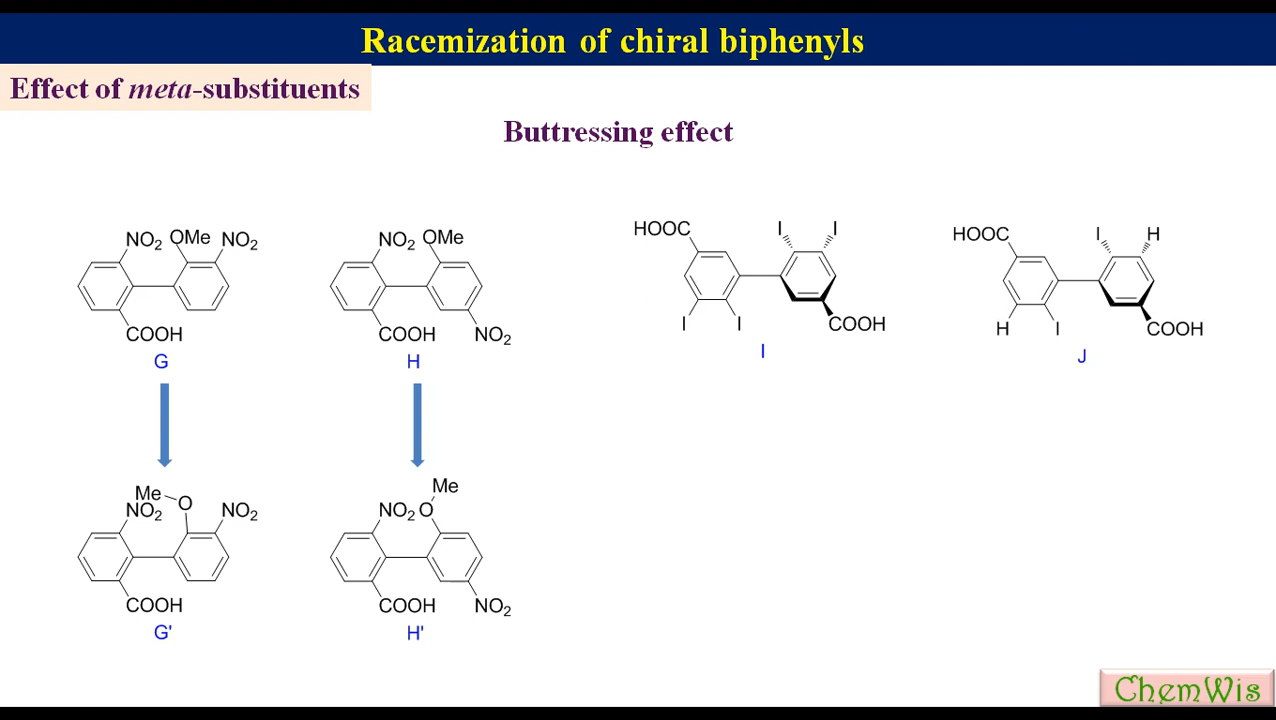 Racemization of chiral biphenyls
Effect of meta-substituents
Buttressing effect
NO2 OMe NO2
COOH
G
NO2 OMe
COOH NO2
H
HOOC I I
I I COOH
I
HOOC I H
H I COOH
J
Me O
NO2 NO2
COOH
G'
Me
NO2 O
COOH NO2
H'
ChemWis